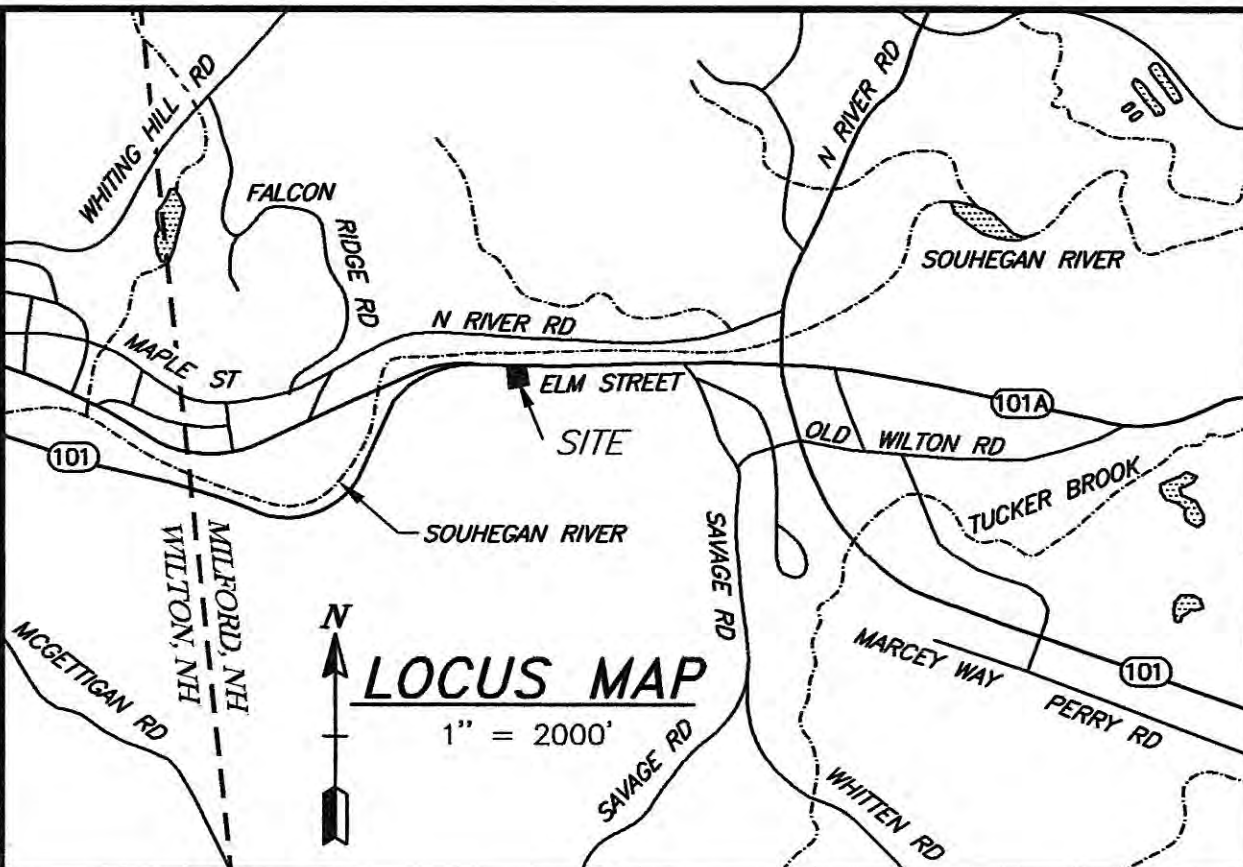 WHITING HILL RD
FALCON
RIDGE RD
N RIVER RD
SOUHEGAN RIVER
N RIVER RD
MAPLE ST
ELM STREET
SITE
101A
OLD WILTON RD
101
TUCKER BROOK
SOUHEGAN RIVER
SAVAGE RD
MILFORD, NH
WILTON, NH
MCGETTIGAN RD
N
LOCUS MAP
1" = 2000'
MARCEY WAY
101
PERRY RD
SAVAGE RD
WHITTEN RD